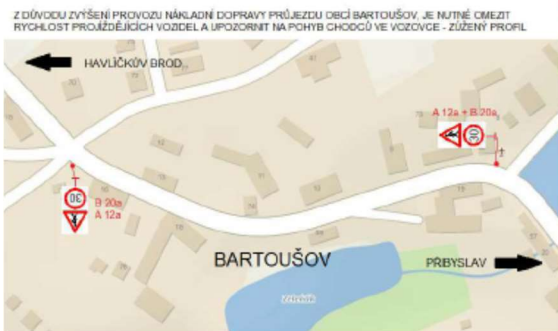 Z DŮVODU ZVÝŠENÍ PROVOZU NÁKLADNÍ DOPRAVY PRŮJEZDU OBCÍ BARTOUŠOV, JE NUTNÉ OMEZIT
RYCHLOST PROJÍŽDĚJÍCÍCH VOZIDEL A UPOZORNIT NA POHYB CHODCŮ VE VOZOVCE - ZÚŽENÝ PROFIL
HAVLÍČKŮV BROD
A 12a + B 20a
30
30
B 20a
A 12a
BARTOUŠOV
PŘIBYSLAV